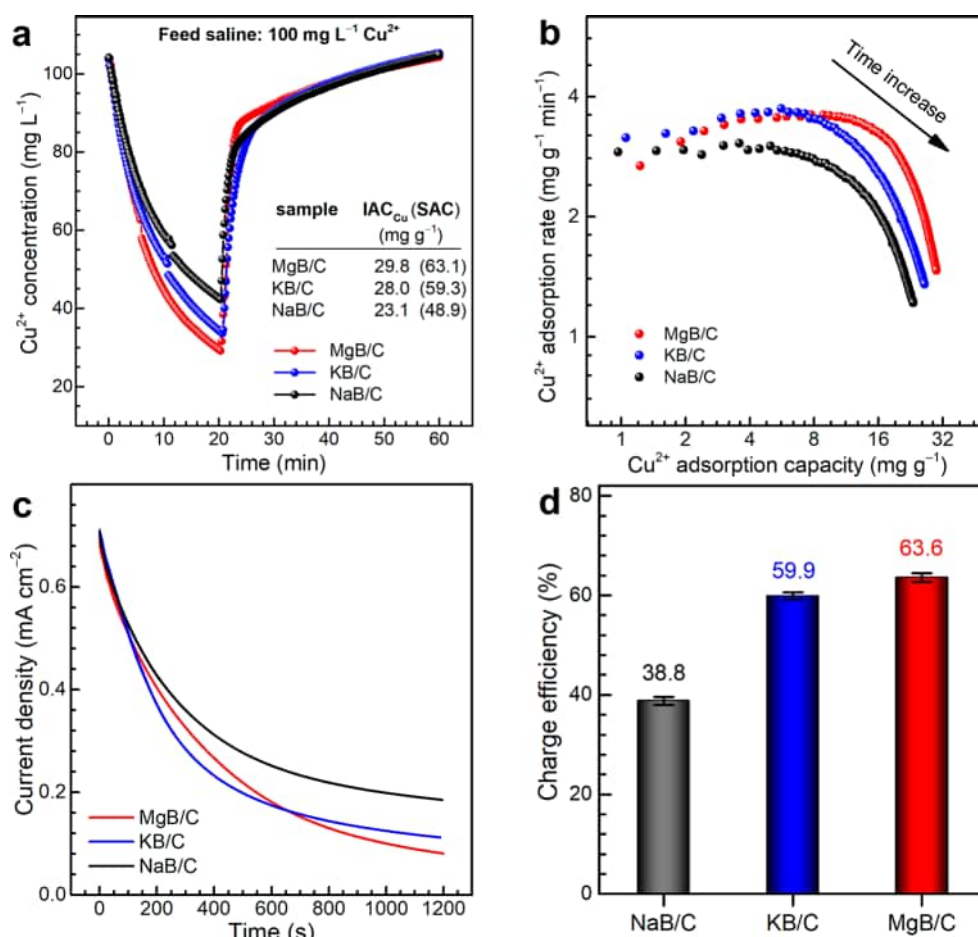 a
Feed saline: 100 mg L⁻¹ Cu²⁺
Cu²⁺ concentration (mg L⁻¹)
100
80
60
40
20
sample IAC_Cu (SAC)
(mg g⁻¹)
MgB/C 29.8 (63.1)
KB/C 28.0 (59.3)
NaB/C 23.1 (48.9)
MgB/C
KB/C
NaB/C
0 10 20 30 40 50 60
Time (min)
b
Time increase
Cu²⁺ adsorption rate (mg g⁻¹ min⁻¹)
4
2
1
MgB/C
KB/C
NaB/C
1 2 4 8 16 32
Cu²⁺ adsorption capacity (mg g⁻¹)
c
Current density (mA cm⁻²)
0.6
0.4
0.2
0.0
MgB/C
KB/C
NaB/C
0 200 400 600 800 1000 1200
Time (s)
d
Charge efficiency (%)
80
60
40
20
0
38.8
59.9
63.6
NaB/C KB/C MgB/C